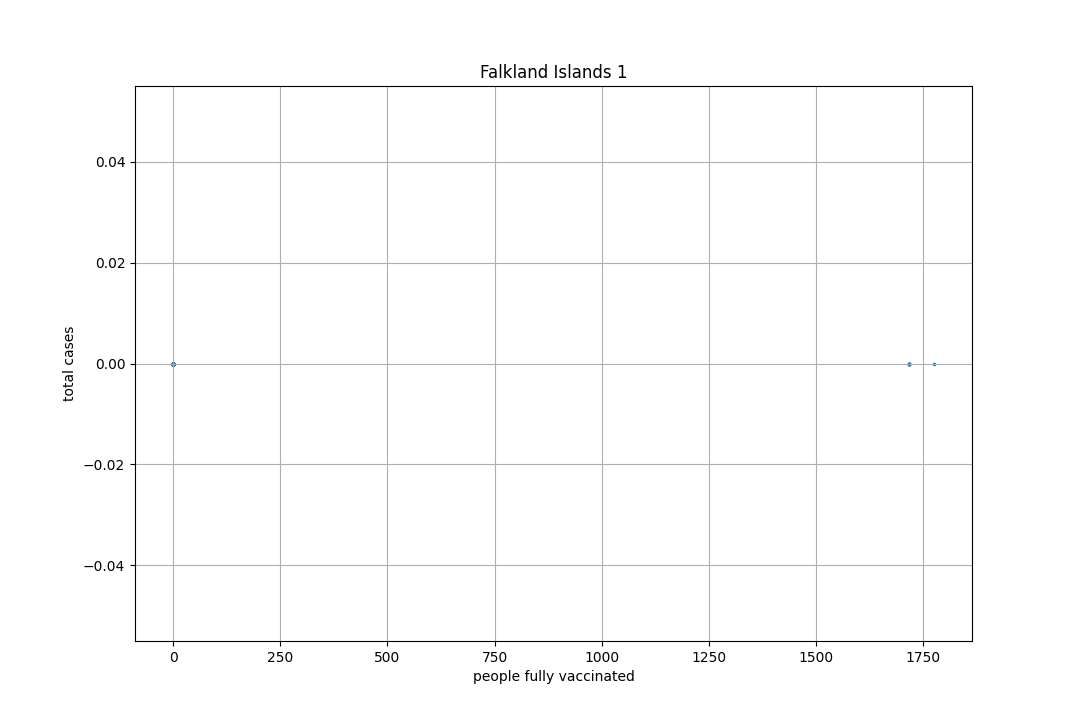 Falkland Islands 1
0.04
0.02
0.00
−0.02
−0.04
total cases
0 250 500 750 1000 1250 1500 1750
people fully vaccinated